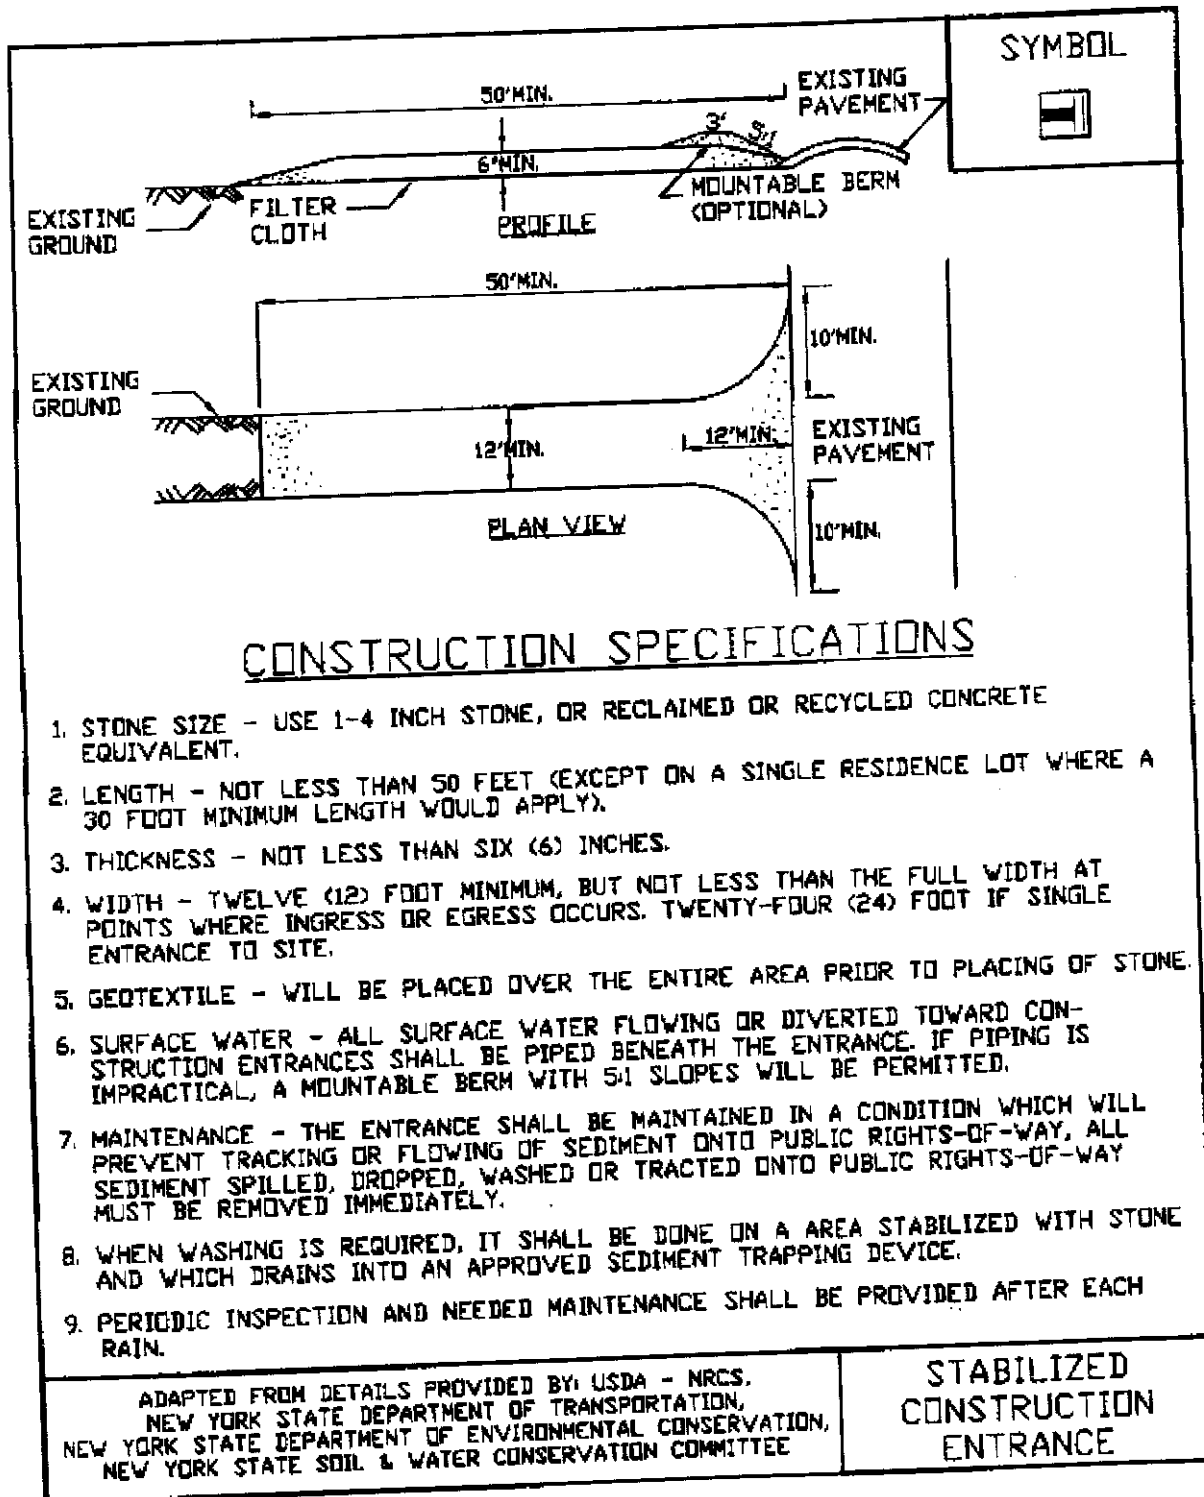 SYMBOL
50'MIN.
EXISTING
PAVEMENT
3'
5:1
6"MIN.
MOUNTABLE BERM
(OPTIONAL)
EXISTING
GROUND
FILTER
CLOTH
PROFILE
50'MIN.
10'MIN.
EXISTING
GROUND
12'MIN.
12'MIN.
EXISTING
PAVEMENT
PLAN VIEW
10'MIN.
CONSTRUCTION SPECIFICATIONS
1. STONE SIZE - USE 1-4 INCH STONE, OR RECLAIMED OR RECYCLED CONCRETE
EQUIVALENT.
2. LENGTH - NOT LESS THAN 50 FEET (EXCEPT ON A SINGLE RESIDENCE LOT WHERE A
30 FOOT MINIMUM LENGTH WOULD APPLY).
3. THICKNESS - NOT LESS THAN SIX (6) INCHES.
4. WIDTH - TWELVE (12) FOOT MINIMUM, BUT NOT LESS THAN THE FULL WIDTH AT
POINTS WHERE INGRESS OR EGRESS OCCURS. TWENTY-FOUR (24) FOOT IF SINGLE
ENTRANCE TO SITE.
5. GEOTEXTILE - WILL BE PLACED OVER THE ENTIRE AREA PRIOR TO PLACING OF STONE.
6. SURFACE WATER - ALL SURFACE WATER FLOWING OR DIVERTED TOWARD CON-
STRUCTION ENTRANCES SHALL BE PIPED BENEATH THE ENTRANCE. IF PIPING IS
IMPRACTICAL, A MOUNTABLE BERM WITH 5:1 SLOPES WILL BE PERMITTED.
7. MAINTENANCE - THE ENTRANCE SHALL BE MAINTAINED IN A CONDITION WHICH WILL
PREVENT TRACKING OR FLOWING OF SEDIMENT ONTO PUBLIC RIGHTS-OF-WAY, ALL
SEDIMENT SPILLED, DROPPED, WASHED OR TRACTED ONTO PUBLIC RIGHTS-OF-WAY
MUST BE REMOVED IMMEDIATELY.
8. WHEN WASHING IS REQUIRED, IT SHALL BE DONE ON A AREA STABILIZED WITH STONE
AND WHICH DRAINS INTO AN APPROVED SEDIMENT TRAPPING DEVICE.
9. PERIODIC INSPECTION AND NEEDED MAINTENANCE SHALL BE PROVIDED AFTER EACH
RAIN.
ADAPTED FROM DETAILS PROVIDED BY: USDA - NRCS,
NEW YORK STATE DEPARTMENT OF TRANSPORTATION,
NEW YORK STATE DEPARTMENT OF ENVIRONMENTAL CONSERVATION,
NEW YORK STATE SOIL & WATER CONSERVATION COMMITTEE
STABILIZED
CONSTRUCTION
ENTRANCE